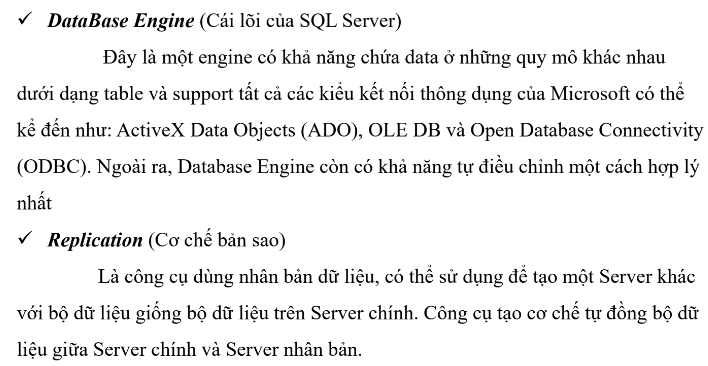 ✓ DataBase Engine (Cái lõi của SQL Server)
Đây là một engine có khả năng chứa data ở những quy mô khác nhau
dưới dạng table và support tất cả các kiểu kết nối thông dụng của Microsoft có thể
kể đến như: ActiveX Data Objects (ADO), OLE DB và Open Database Connectivity
(ODBC). Ngoài ra, Database Engine còn có khả năng tự điều chỉnh một cách hợp lý
nhất
✓ Replication (Cơ chế bản sao)
Là công cụ dùng nhân bản dữ liệu, có thể sử dụng để tạo một Server khác
với bộ dữ liệu giống bộ dữ liệu trên Server chính. Công cụ tạo cơ chế tự đồng bộ dữ
liệu giữa Server chính và Server nhân bản.